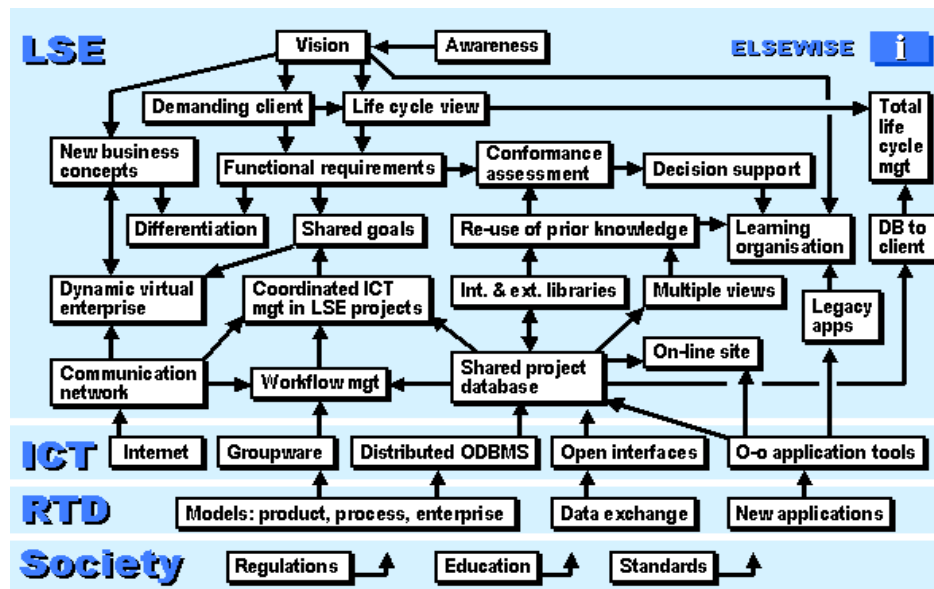 LSE
Vision
Awareness
ELSEWISE
i
Demanding client
Life cycle view
Total
life
cycle
mgt
New business
concepts
Functional requirements
Conformance
assessment
Decision support
Differentiation
Shared goals
Re-use of prior knowledge
Learning
organisation
DB to
client
Dynamic virtual
enterprise
Coordinated ICT
mgt in LSE projects
Int. & ext. libraries
Multiple views
Legacy
apps
Communication
network
Workflow mgt
Shared project
database
On-line site
ICT
Internet
Groupware
Distributed ODBMS
Open interfaces
O-o application tools
RTD
Models: product, process, enterprise
Data exchange
New applications
Society
Regulations
Education
Standards